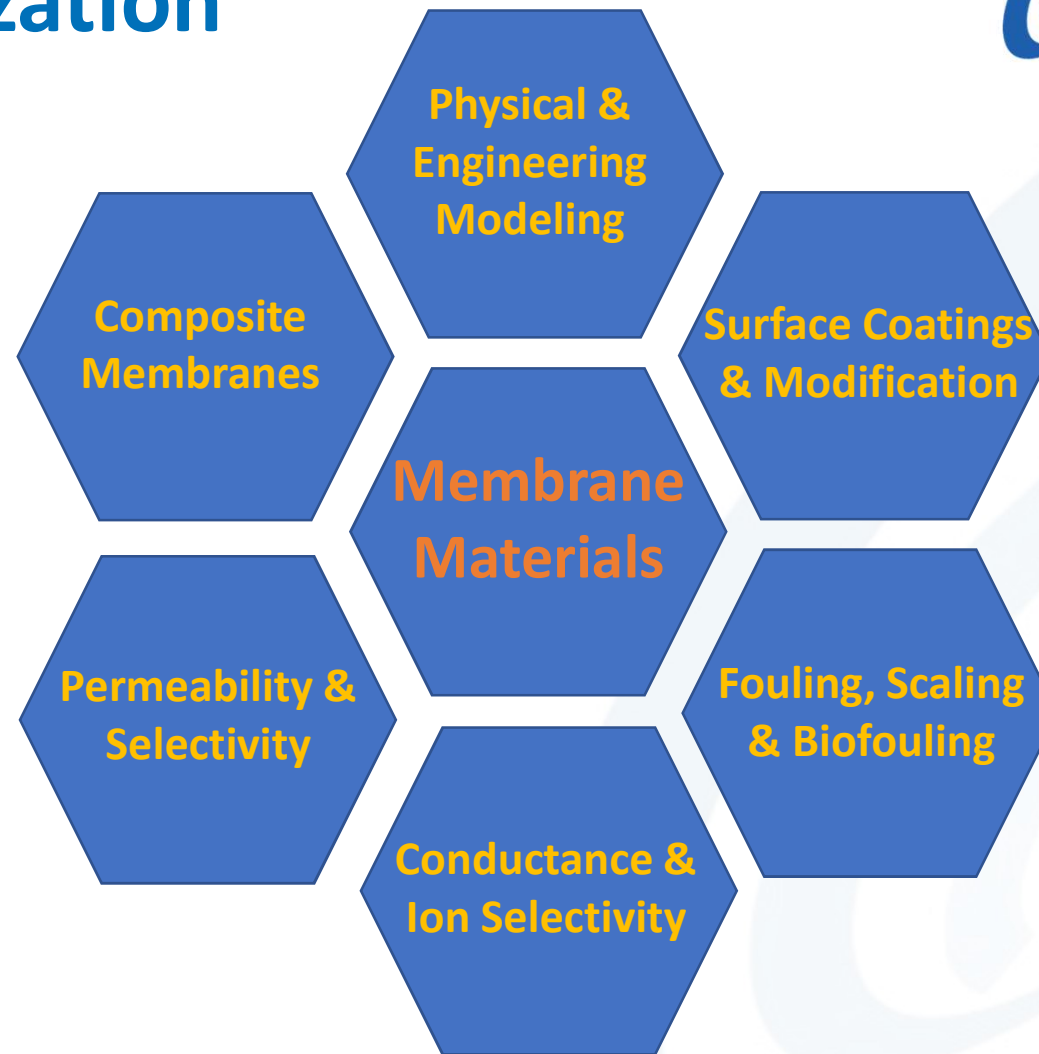 zation
Physical &
Engineering
Modeling
Composite
Membranes
Surface Coatings
& Modification
Membrane
Materials
Permeability &
Selectivity
Fouling, Scaling
& Biofouling
Conductance &
Ion Selectivity